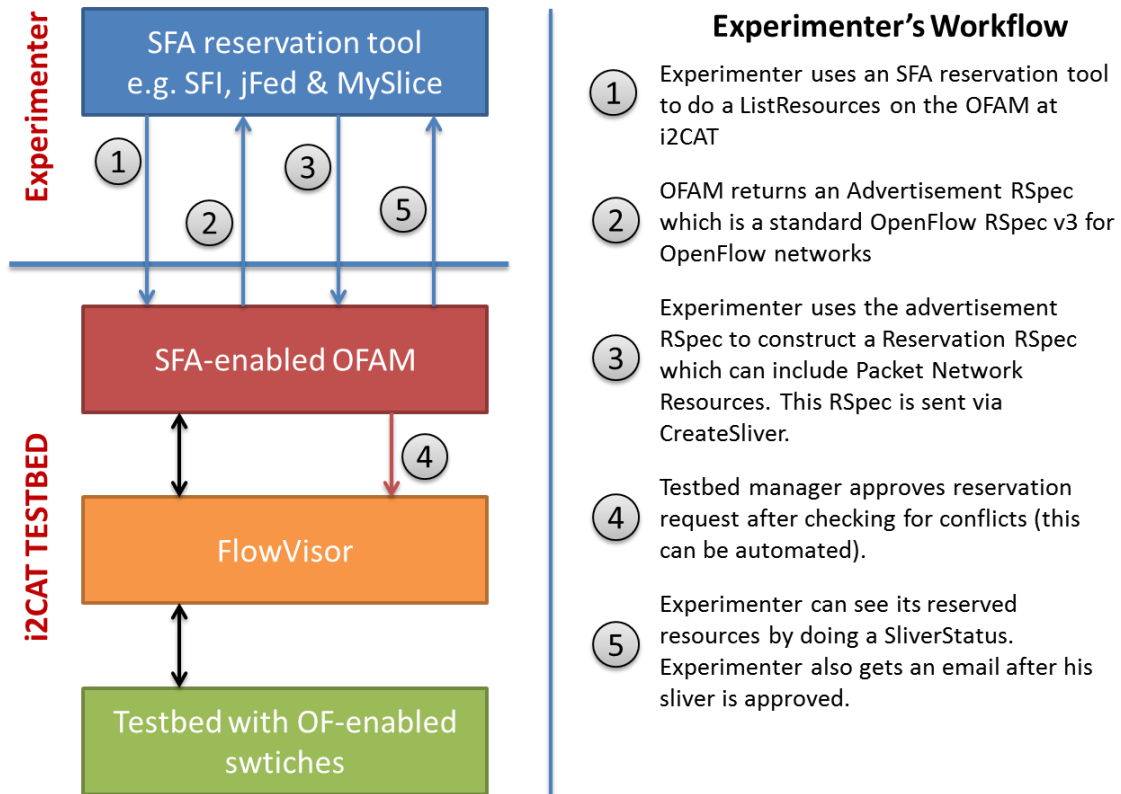 Experimenter
SFA reservation tool
e.g. SFI, jFed & MySlice
1
2
3
5
i2CAT TESTBED
SFA-enabled OFAM
4
FlowVisor
Testbed with OF-enabled
swtiches
Experimenter's Workflow
1
Experimenter uses an SFA reservation tool
to do a ListResources on the OFAM at
i2CAT
2
OFAM returns an Advertisement RSpec
which is a standard OpenFlow RSpec v3 for
OpenFlow networks
3
Experimenter uses the advertisement
RSpec to construct a Reservation RSpec
which can include Packet Network
Resources. This RSpec is sent via
CreateSliver.
4
Testbed manager approves reservation
request after checking for conflicts (this
can be automated).
5
Experimenter can see its reserved
resources by doing a SliverStatus.
Experimenter also gets an email after his
sliver is approved.